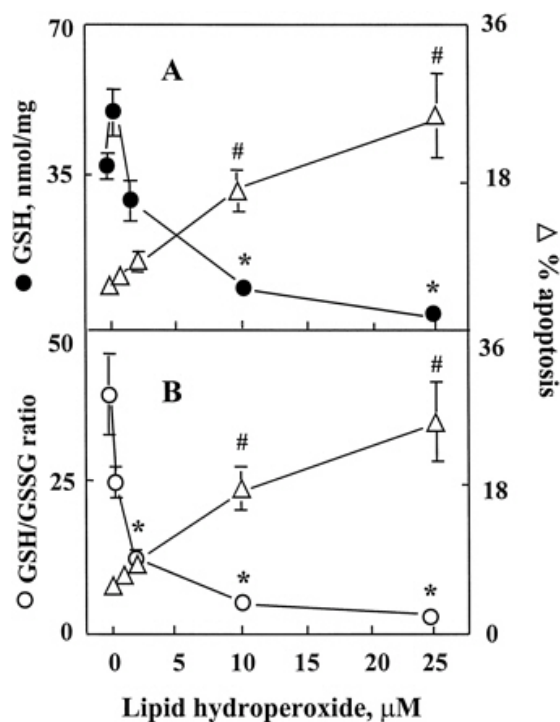 70
36
A
#
#
35
18
*
*
● GSH, nmol/mg
△ % apoptosis
50
36
B
#
#
25
18
*
*
*
○ GSH/GSSG ratio
0
0
0 5 10 15 20 25
Lipid hydroperoxide, μM